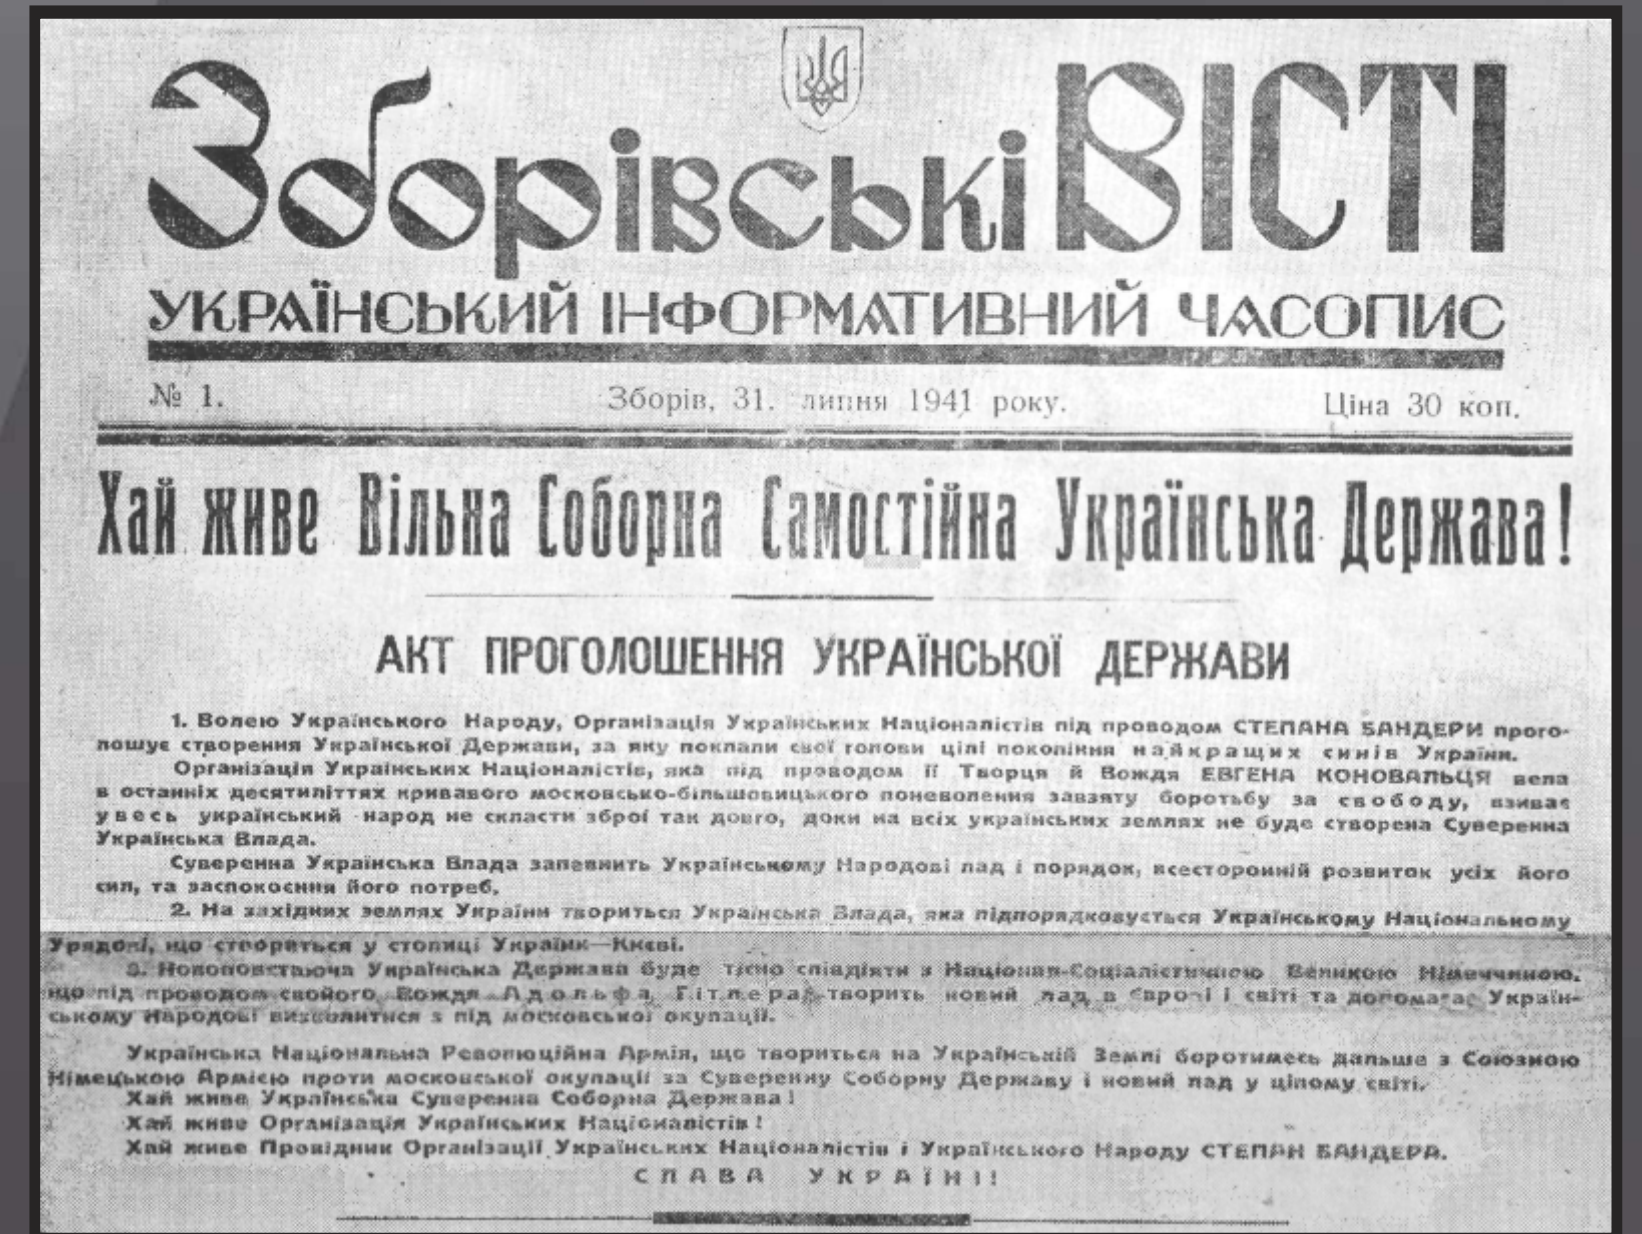 Зборівські ВІСТІ
УКРАЇНСЬКИЙ ІНФОРМАТИВНИЙ ЧАСОПИС
№ 1. Зборів, 31. липня 1941 року. Ціна 30 коп.
Хай живе Вільна Соборна Самостійна Українська Держава!
АКТ ПРОГОЛОШЕННЯ УКРАЇНСЬКОЇ ДЕРЖАВИ
1. Волею Українського Народу, Організація Українських Націоналістів під проводом СТЕПАНА БАНДЕРИ прого-
лошує створення Української Держави, за яку поклали свої голови цілі покоління найкращих синів України.
Організація Українських Націоналістів, яка під проводом її Творця й Вождя ЕВГЕНА КОНОВАЛЬЦЯ вела
в останніх десятиліттях кривавого московсько-більшовицького поневолення завзяту боротьбу за свободу, взиває
увесь український народ не скласти зброї так довго, доки на всіх українських землях не буде створена Суверенна
Українська Влада.
Суверенна Українська Влада запевнить Українському Народові лад і порядок, всесторонній розвиток усіх його
сил, та заспокоєння його потреб.
2. На західних землях України твориться Українська Влада, яка підпорядковується Українському Національному
Урядові, що створиться у столиці України—Києві.
3. Новоповстаюча Українська Держава буде тісно співдіяти з Націонал-Соціялістичною Великою Німеччиною,
що під проводом свойого Вождя Адольфа Гітлера творить новий лад в Європі і світі та допомагає Україн-
ському Народові визволитися з під московської окупації.
Українська Національна Революційна Армія, що твориться на Українській Землі боротимесь дальше з Союзною
Німецькою Армією проти московської окупації за Суверенну Соборну Державу і новий лад у цілому світі.
Хай живе Українська Суверенна Соборна Держава!
Хай живе Організація Українських Націоналістів!
Хай живе Провідник Організації Українських Націоналістів і Українського Народу СТЕПАН БАНДЕРА.
СЛАВА УКРАЇНІ!